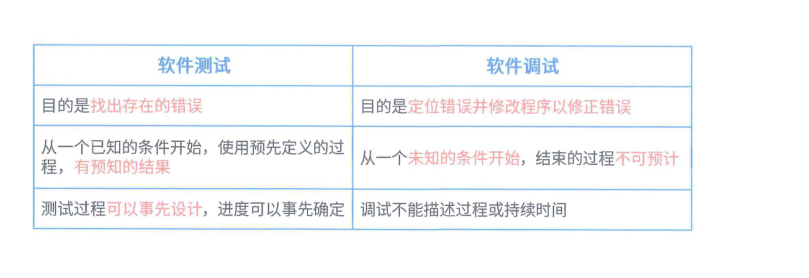 软件测试
软件调试
目的是找出存在的错误
目的是定位错误并修改程序以修正错误
从一个已知的条件开始，使用预先定义的过
程，有预知的结果
从一个未知的条件开始，结束的过程不可预计
测试过程可以事先设计，进度可以事先确定
调试不能描述过程或持续时间